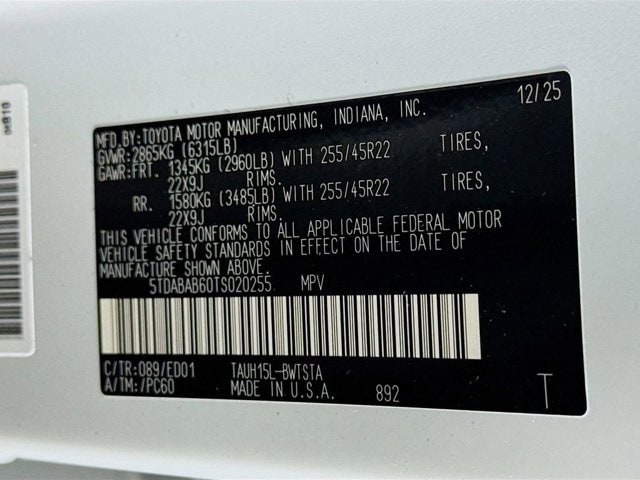 12/25
MFD.BY:TOYOTA MOTOR MANUFACTURING, INDIANA, INC.
GVWR:2865KG (6315LB)
GAWR:FRT. 1345KG (2960LB) WITH 255/45R22 TIRES,
22X9J RIMS.
RR. 1580KG (3485LB) WITH 255/45R22 TIRES,
22X9J RIMS.
THIS VEHICLE CONFORMS TO ALL APPLICABLE FEDERAL MOTOR
VEHICLE SAFETY STANDARDS IN EFFECT ON THE DATE OF
MANUFACTURE SHOWN ABOVE.
5TDABAB60TS020255 MPV
C/TR:089/ED01 TAUH15L-BWTSTA
A/TM:/PC60 MADE IN U.S.A. 892 T